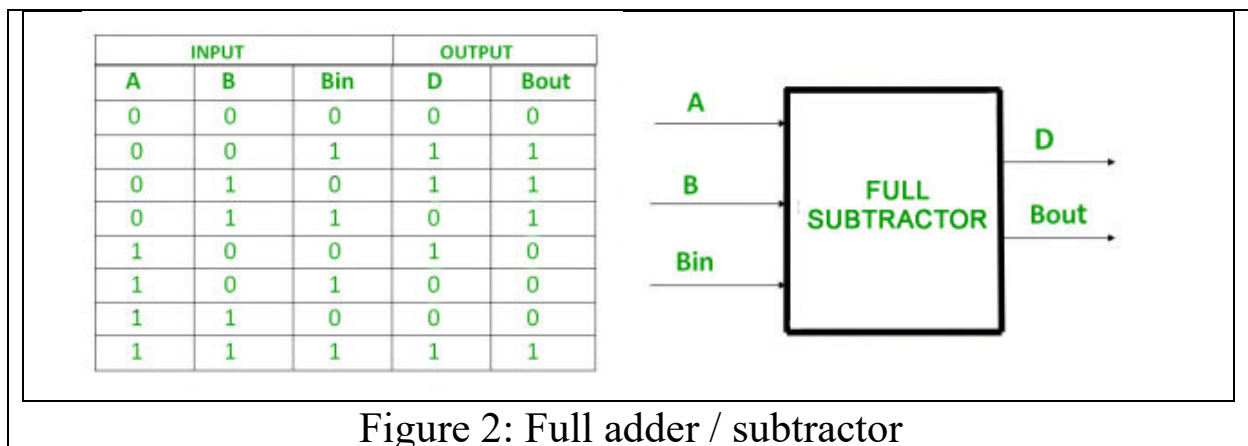 INPUT OUTPUT
A B Bin D Bout
0 0 0 0 0
0 0 1 1 1
0 1 0 1 1
0 1 1 0 1
1 0 0 1 0
1 0 1 0 0
1 1 0 0 0
1 1 1 1 1
A
B
Bin
FULL
SUBTRACTOR
D
Bout
Figure 2: Full adder / subtractor